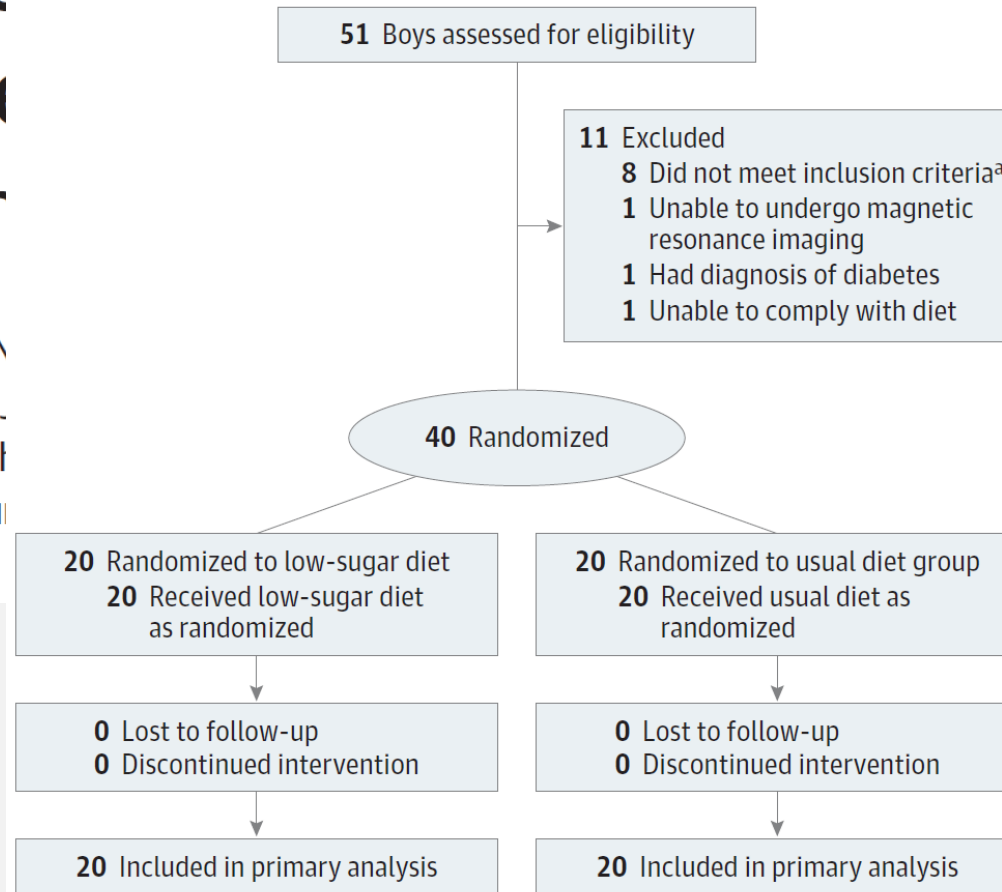 51 Boys assessed for eligibility
11 Excluded
8 Did not meet inclusion criteriaᵃ
1 Unable to undergo magnetic
resonance imaging
1 Had diagnosis of diabetes
1 Unable to comply with diet
40 Randomized
20 Randomized to low-sugar diet
20 Received low-sugar diet
as randomized
20 Randomized to usual diet group
20 Received usual diet as
randomized
0 Lost to follow-up
0 Discontinued intervention
0 Lost to follow-up
0 Discontinued intervention
20 Included in primary analysis
20 Included in primary analysis